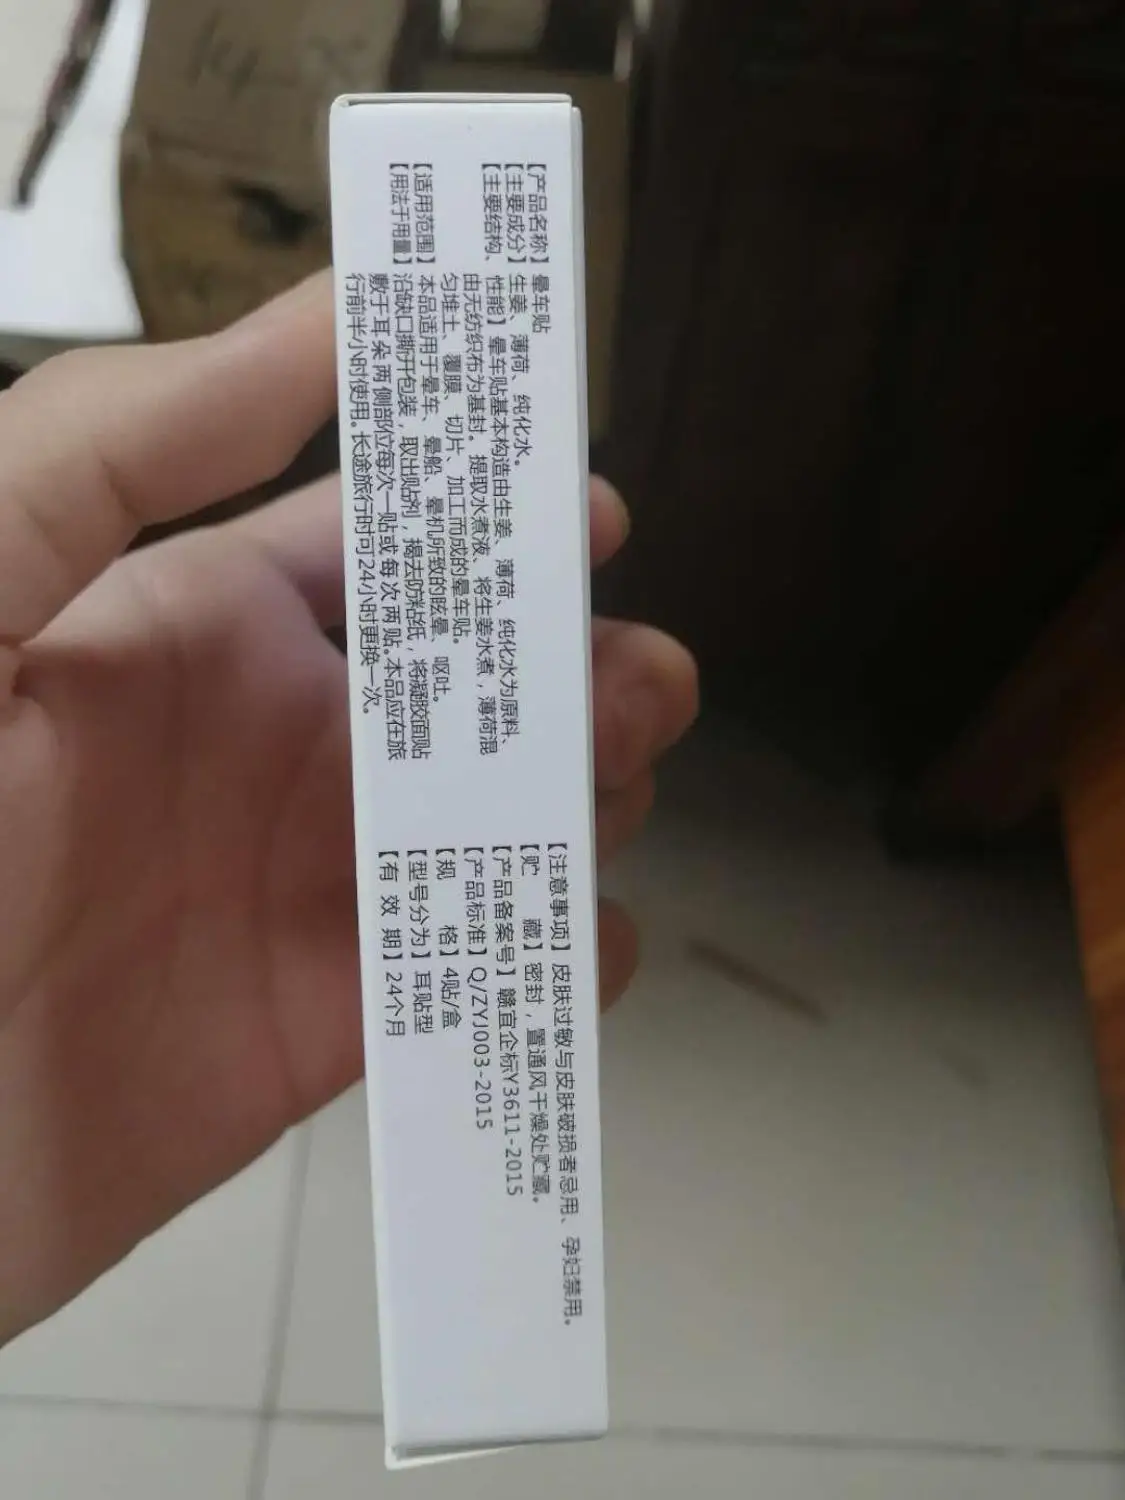 【产品名称】晕车贴
【主要成分】生姜、薄荷、纯化水。
【主要结构、性能】晕车贴基本构造由生姜、薄荷、纯化水为原料、
由无纺织布为基封。提取水煮液、将生姜水煮，薄荷混
匀堆土、覆膜、切片、加工而成的晕车贴。
【适用范围】本品适用于晕车、晕船、晕机所致的眩晕、呕吐。
【用法于用量】沿缺口撕开包装，取出贴剂，揭去防粘纸，将凝胶面贴
敷于耳朵两侧部位每次一贴或每次两贴。本品应在旅
行前半小时使用。长途旅行时可24小时更换一次。
【注意事项】皮肤过敏与皮肤破损者忌用、孕妇禁用。
【贮 藏】密封，置通风干燥处贮藏。
【产品备案号】赣宜企标Y3611-2015
【产品标准】Q/ZYJ003-2015
【规 格】4贴/盒
【型号分为】耳贴型
【有 效 期】24个月